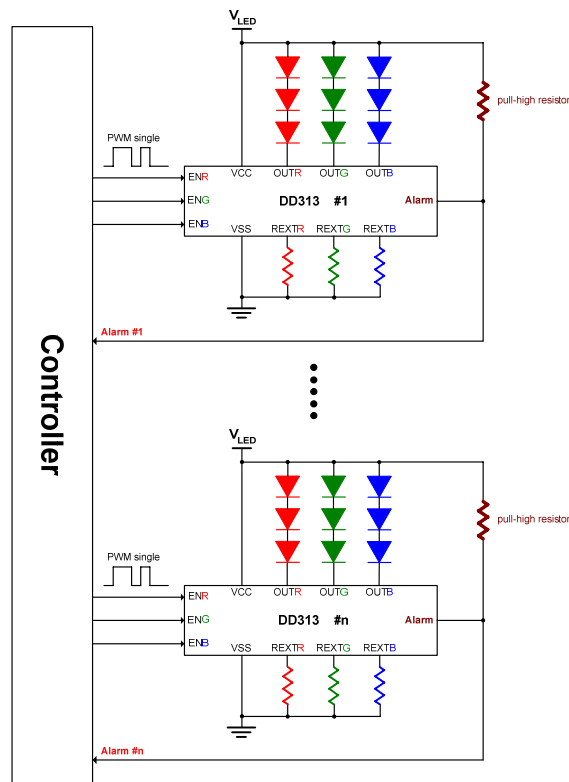 VLED
pull-high resistor
PWM single
VCC OUTR OUTG OUTB
ENR
ENG DD313 #1 Alarm
ENB
VSS REXTR REXTG REXTB
Alarm #1
Controller
VLED
pull-high resistor
PWM single
VCC OUTR OUTG OUTB
ENR
ENG DD313 #n Alarm
ENB
VSS REXTR REXTG REXTB
Alarm #n